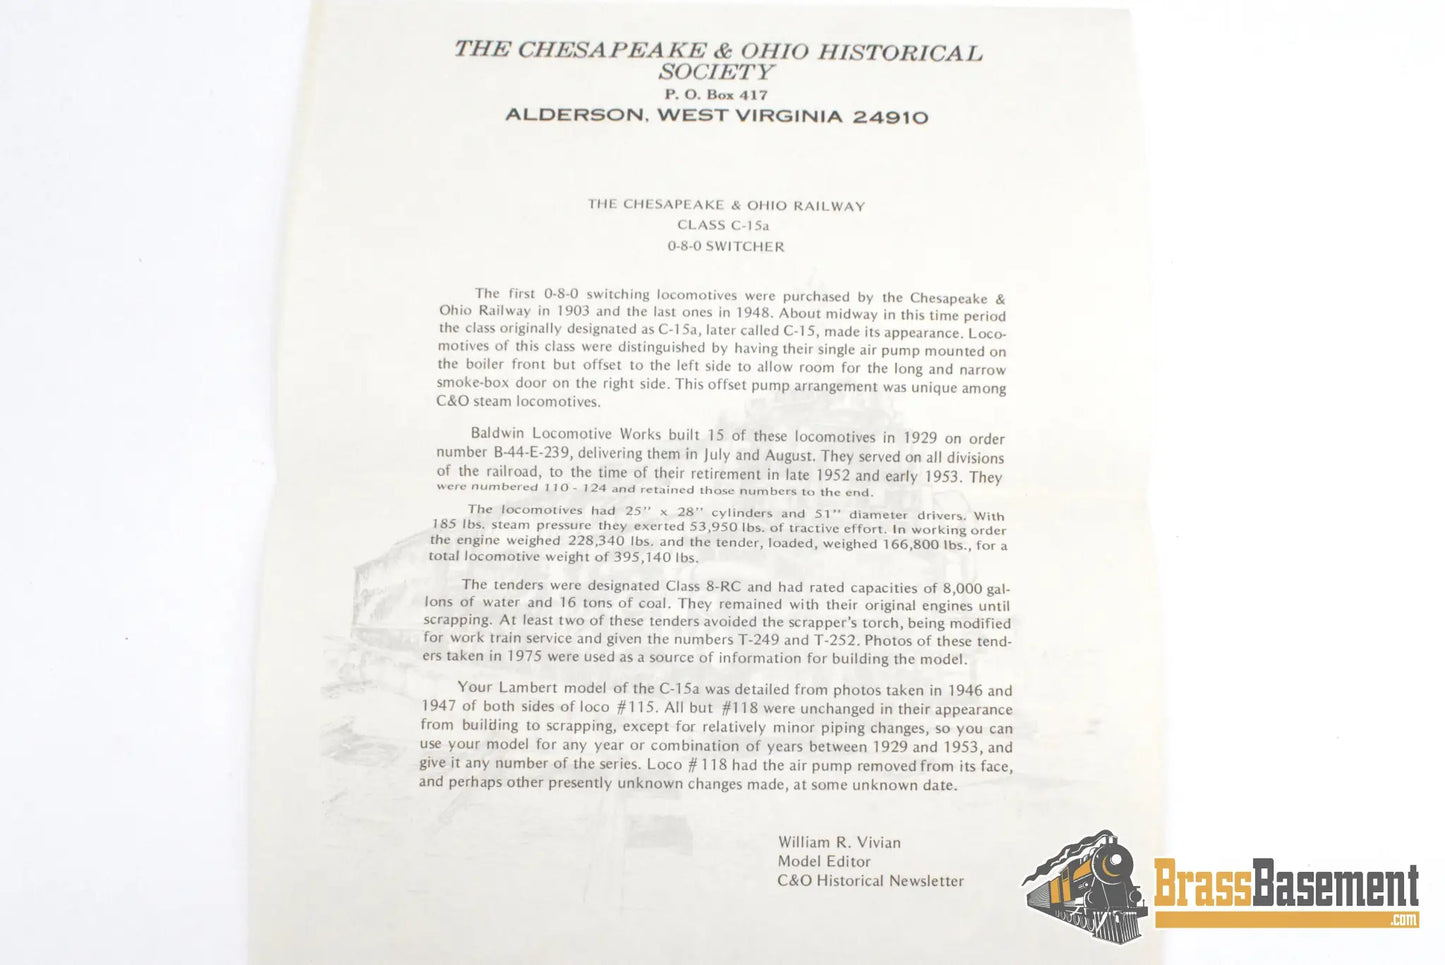 THE CHESAPEAKE & OHIO HISTORICAL
SOCIETY
P. O. Box 417
ALDERSON, WEST VIRGINIA 24910
THE CHESAPEAKE & OHIO RAILWAY
CLASS C-15a
0-8-0 SWITCHER
The first 0-8-0 switching locomotives were purchased by the Chesapeake &
Ohio Railway in 1903 and the last ones in 1948. About midway in this time period
the class originally designated as C-15a, later called C-15, made its appearance. Loco-
motives of this class were distinguished by having their single air pump mounted on
the boiler front but offset to the left side to allow room for the long and narrow
smoke-box door on the right side. This offset pump arrangement was unique among
C&O steam locomotives.
Baldwin Locomotive Works built 15 of these locomotives in 1929 on order
number B-44-E-239, delivering them in July and August. They served on all divisions
of the railroad, to the time of their retirement in late 1952 and early 1953. They
were numbered 110 - 124 and retained those numbers to the end.
The locomotives had 25" x 28" cylinders and 51" diameter drivers. With
185 lbs. steam pressure they exerted 53,950 lbs. of tractive effort. In working order
the engine weighed 228,340 lbs. and the tender, loaded, weighed 166,800 lbs., for a
total locomotive weight of 395,140 lbs.
The tenders were designated Class 8-RC and had rated capacities of 8,000 gal-
lons of water and 16 tons of coal. They remained with their original engines until
scrapping. At least two of these tenders avoided the scrapper's torch, being modified
for work train service and given the numbers T-249 and T-252. Photos of these tend-
ers taken in 1975 were used as a source of information for building the model.
Your Lambert model of the C-15a was detailed from photos taken in 1946 and
1947 of both sides of loco #115. All but #118 were unchanged in their appearance
from building to scrapping, except for relatively minor piping changes, so you can
use your model for any year or combination of years between 1929 and 1953, and
give it any number of the series. Loco # 118 had the air pump removed from its face,
and perhaps other presently unknown changes made, at some unknown date.
William R. Vivian
Model Editor
C&O Historical Newsletter
BrassBasement
.com